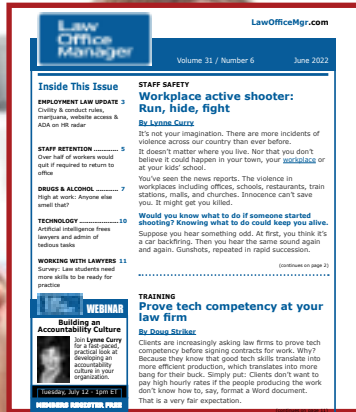 Law
Office
Manager
LawOfficeMgr.com
Volume 31 / Number 6
June 2022
Inside This Issue
EMPLOYMENT LAW UPDATE 3
Civility & conduct rules,
marijuana, website access &
ADA on HR radar
STAFF RETENTION ............. 5
Over half of workers would
quit if required to return to
office
DRUGS & ALCOHOL ............ 7
High at work: Anyone else
smell that?
TECHNOLOGY ................. 10
Artificial intelligence frees
lawyers and admin of
tedious tasks
WORKING WITH LAWYERS 11
Survey: Law students need
more skills to be ready for
practice
WEBINAR
Building an
Accountability Culture
Join Lynne Curry
for a fast-paced,
practical look at
developing an
accountability
culture in your
organization.
Tuesday, July 12 - 1pm ET
MEMBERS REGISTER FREE
STAFF SAFETY
Workplace active shooter:
Run, hide, fight
By Lynne Curry
It's not your imagination. There are more incidents of
violence across our country than ever before.
It doesn't matter where you live. Nor that you don't
believe it could happen in your town, your workplace or
at your kids' school.
You've seen the news reports. The violence in
workplaces including offices, schools, restaurants, train
stations, malls, and churches. Innocence can't save
you. It might get you killed.
Would you know what to do if someone started
shooting? Knowing what to do could keep you alive.
Suppose you hear something odd. At first, you think it's
a car backfiring. Then you hear the same sound again
and again. Gunshots, repeated in rapid succession.
(continues on page 2)
TRAINING
Prove tech competency at your
law firm
By Doug Striker
Clients are increasingly asking law firms to prove tech
competency before signing contracts for work. Why?
Because they know that good tech skills translate into
more efficient production, which translates into more
bang for their buck. Simply put: Clients don't want to
pay high hourly rates if the people producing the work
don't know how to, say, format a Word document.
That is a very fair expectation.